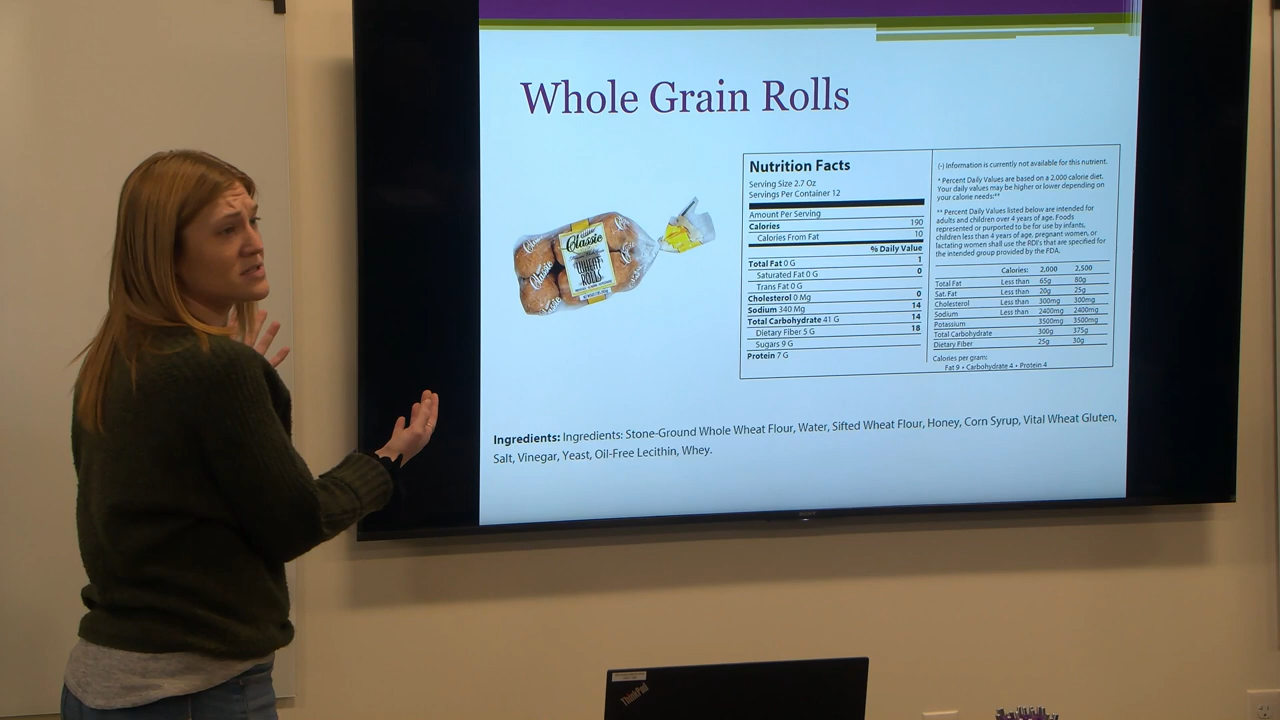 Whole Grain Rolls
Classic
WHEAT
ROLLS
Nutrition Facts
Serving Size 2.7 Oz
Servings Per Container 12
Amount Per Serving
Calories 190
Calories From Fat 10
% Daily Value
Total Fat 0 G 1
Saturated Fat 0 G 0
Trans Fat 0 G
Cholesterol 0 Mg 0
Sodium 340 Mg 14
Total Carbohydrate 41 G 14
Dietary Fiber 5 G 18
Sugars 9 G
Protein 7 G
(-) Information is currently not available for this nutrient.
* Percent Daily Values are based on a 2,000 calorie diet.
Your daily values may be higher or lower depending on
your calorie needs:**
** Percent Daily Values listed below are intended for
adults and children over 4 years of age. Foods
represented or purported to be for use by infants,
children less than 4 years of age, pregnant women, or
lactating women shall use the RDI's that are specified for
the intended group provided by the FDA.
Calories: 2,000 2,500
Total Fat Less than 65g 80g
Sat. Fat Less than 20g 25g
Cholesterol Less than 300mg 300mg
Sodium Less than 2400mg 2400mg
Potassium 3500mg 3500mg
Total Carbohydrate 300g 375g
Dietary Fiber 25g 30g
Calories per gram:
Fat 9 • Carbohydrate 4 • Protein 4
Ingredients: Ingredients: Stone-Ground Whole Wheat Flour, Water, Sifted Wheat Flour, Honey, Corn Syrup, Vital Wheat Gluten,
Salt, Vinegar, Yeast, Oil-Free Lecithin, Whey.
SONY
ThinkPad